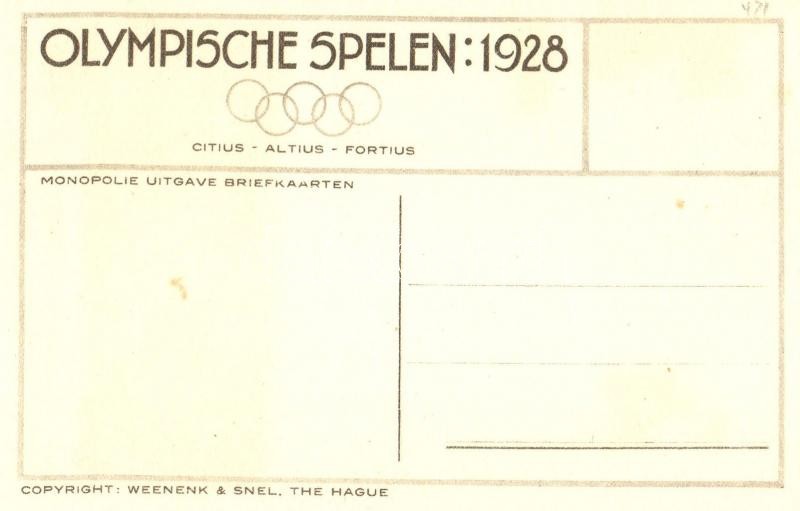 OLYMPISCHE SPELEN: 1928
CITIUS - ALTIUS - FORTIUS
MONOPOLIE UITGAVE BRIEFKAARTEN
COPYRIGHT: WEENENK & SNEL, THE HAGUE